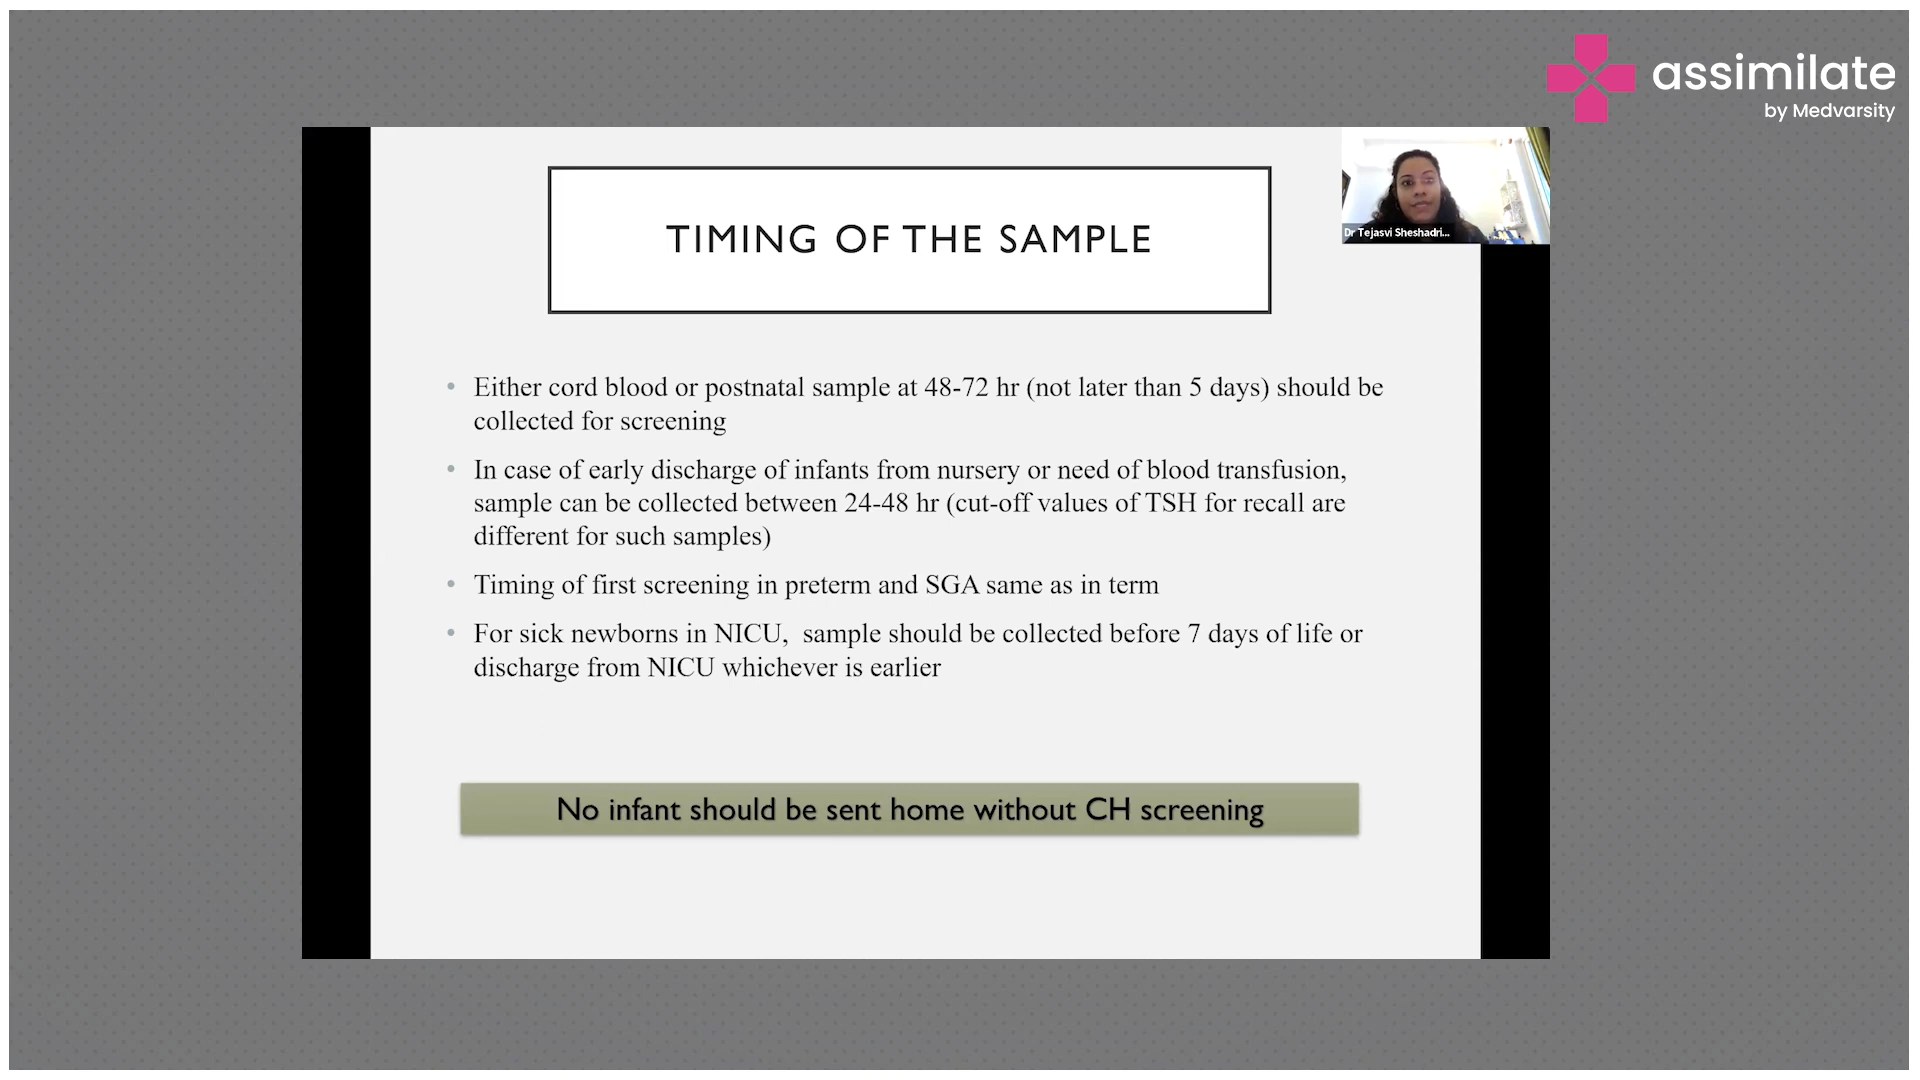 assimilate
by Medvarsity
Dr Tejasvi Sheshadri...
TIMING OF THE SAMPLE
• Either cord blood or postnatal sample at 48-72 hr (not later than 5 days) should be
collected for screening
• In case of early discharge of infants from nursery or need of blood transfusion,
sample can be collected between 24-48 hr (cut-off values of TSH for recall are
different for such samples)
• Timing of first screening in preterm and SGA same as in term
• For sick newborns in NICU, sample should be collected before 7 days of life or
discharge from NICU whichever is earlier
No infant should be sent home without CH screening